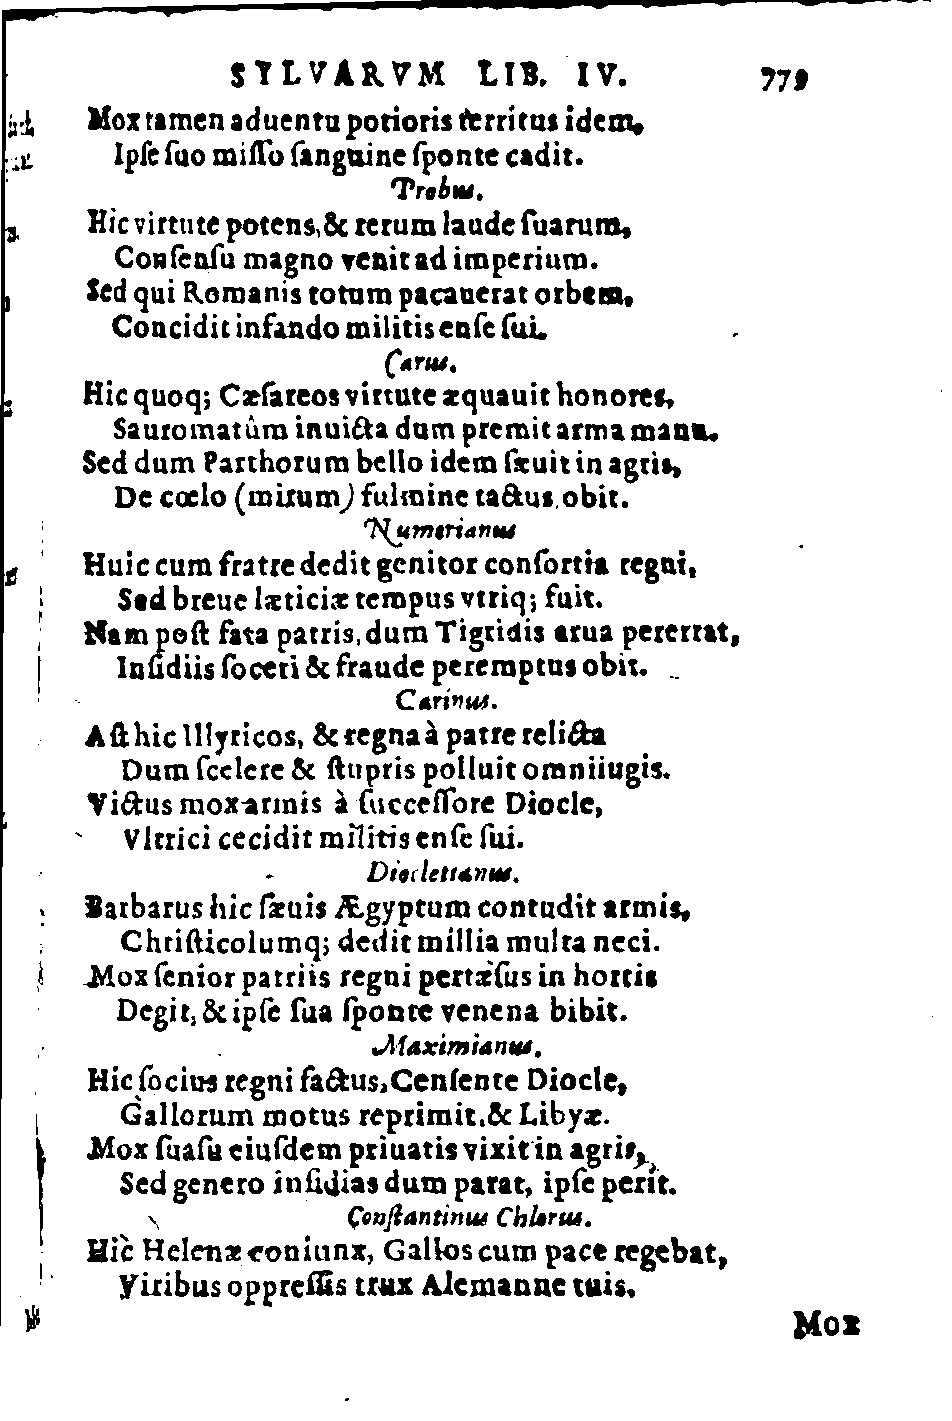 SYLVARVM LIB. IV. 779
Mox tamen aduentu potioris territus idem,
Ipſe ſuo miſſo ſanguine ſponte cadit.
Probus.
Hic virtute potens, & rerum laude ſuarum,
Conſenſu magno venit ad imperium.
Sed qui Romanis totum pacauerat orbem,
Concidit infando militis enſe ſui.
Carus.
Hic quoq; Cæſareos virtute æquauit honores,
Sauromatûm inuicta dum premit arma manu.
Sed dum Parthorum bello idem ſæuit in agris,
De cœlo (mirum) fulmine tactus, obit.
Numerianus
Huic cum fratre dedit genitor conſortia regni,
Sed breue læticiæ tempus vtriq; fuit.
Nam poſt fata patris, dum Tigridis arua pererrat,
Inſidiis ſoceri & fraude peremptus obit.
Carinus.
Aſt hic Illyricos, & regna à patre relicta
Dum ſcelere & ſtupris polluit omniiugis.
Victus mox armis à ſucceſſore Diocle,
Vltrici cecidit militis enſe ſui.
Diocletianus.
Barbarus hic ſæuis Ægyptum contudit armis,
Chriſticolumq; dedit millia multa neci.
Mox ſenior patriis regni pertæſus in hortis
Degit, & ipſe ſua ſponte venena bibit.
Maximianus.
Hic ſocius regni factus, Cenſente Diocle,
Gallorum motus reprimit, & Libyæ.
Mox ſuaſu eiuſdem priuatis vixit in agris,
Sed genero inſidias dum parat, ipſe perit.
Conſtantinus Chlorus.
Hic Helenæ coniunx, Gallos cum pace regebat,
Viribus oppreſſis trux Alemanne tuis.
Mox